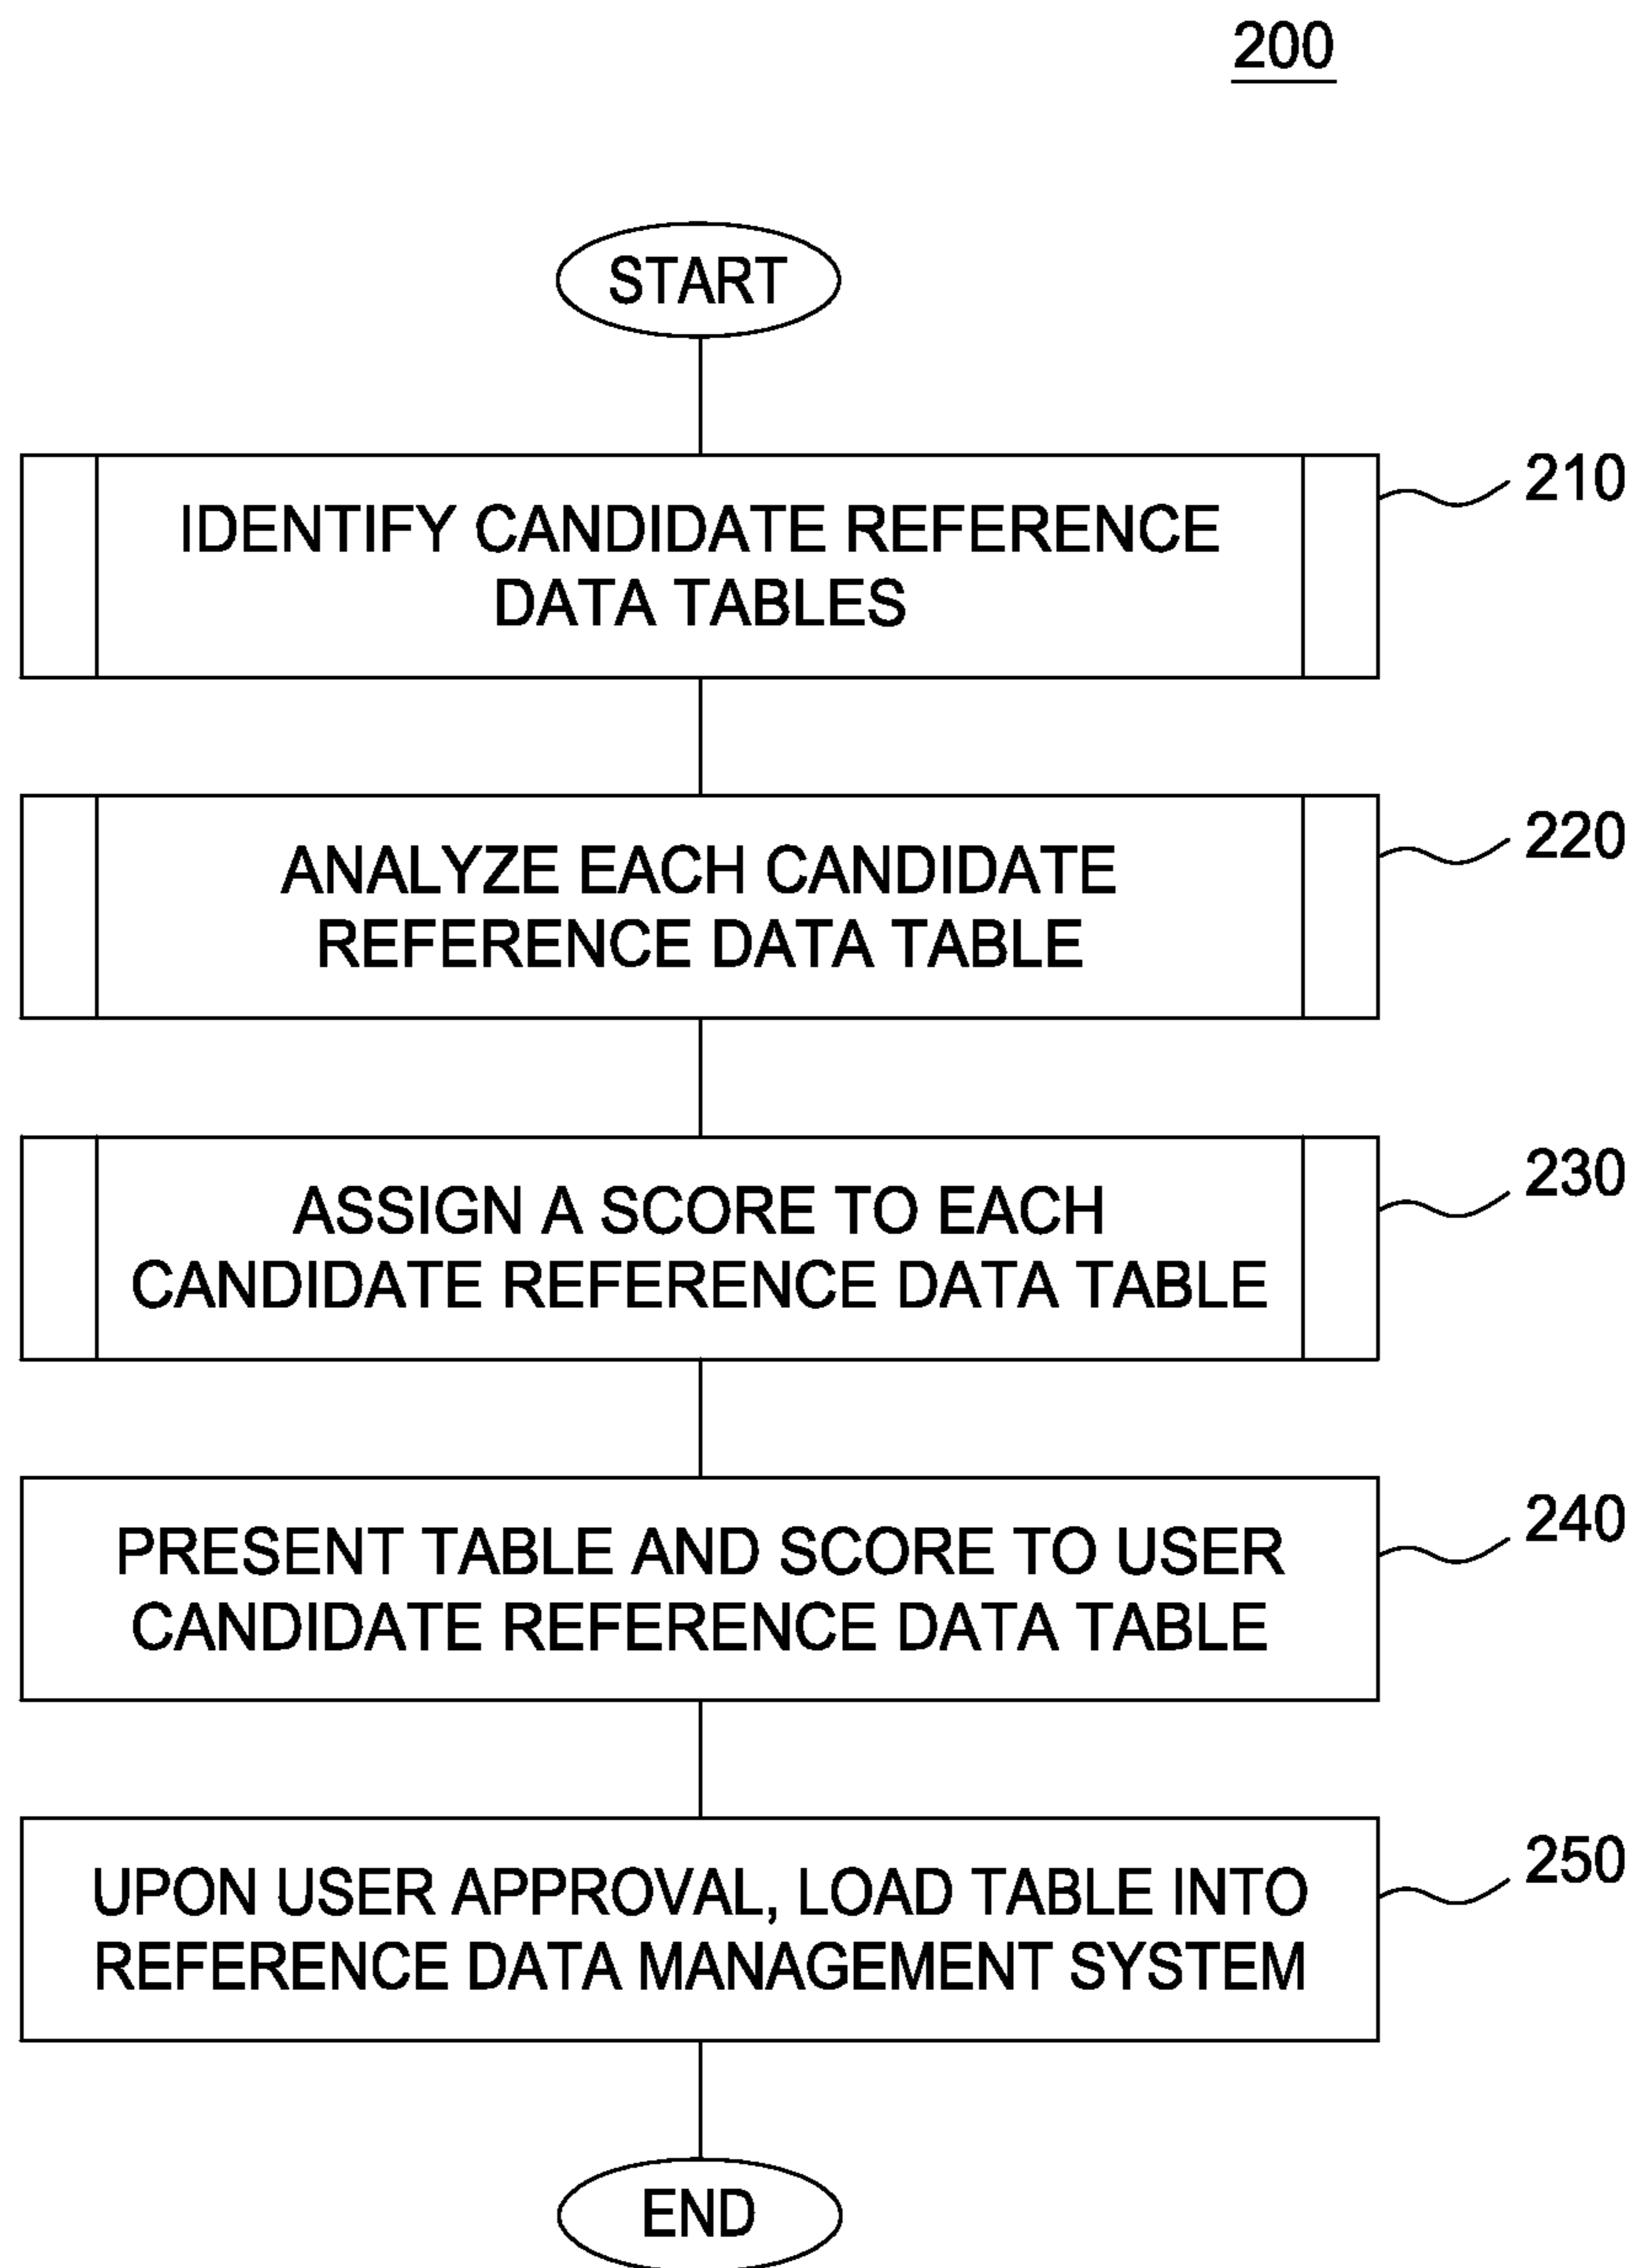 200
START
IDENTIFY CANDIDATE REFERENCE
DATA TABLES
210
ANALYZE EACH CANDIDATE
REFERENCE DATA TABLE
220
ASSIGN A SCORE TO EACH
CANDIDATE REFERENCE DATA TABLE
230
PRESENT TABLE AND SCORE TO USER
CANDIDATE REFERENCE DATA TABLE
240
UPON USER APPROVAL, LOAD TABLE INTO
REFERENCE DATA MANAGEMENT SYSTEM
250
END